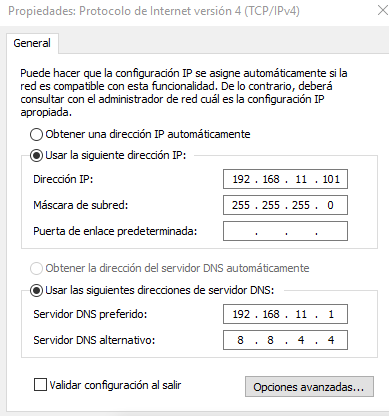 Propiedades: Protocolo de Internet versión 4 (TCP/IPv4)
General
Puede hacer que la configuración IP se asigne automáticamente si la
red es compatible con esta funcionalidad. De lo contrario, deberá
consultar con el administrador de red cuál es la configuración IP
apropiada.
Obtener una dirección IP automáticamente
Usar la siguiente dirección IP:
Dirección IP: 192 . 168 . 11 . 101
Máscara de subred: 255 . 255 . 255 . 0
Puerta de enlace predeterminada: . . .
Obtener la dirección del servidor DNS automáticamente
Usar las siguientes direcciones de servidor DNS:
Servidor DNS preferido: 192 . 168 . 11 . 1
Servidor DNS alternativo: 8 . 8 . 4 . 4
Validar configuración al salir
Opciones avanzadas...